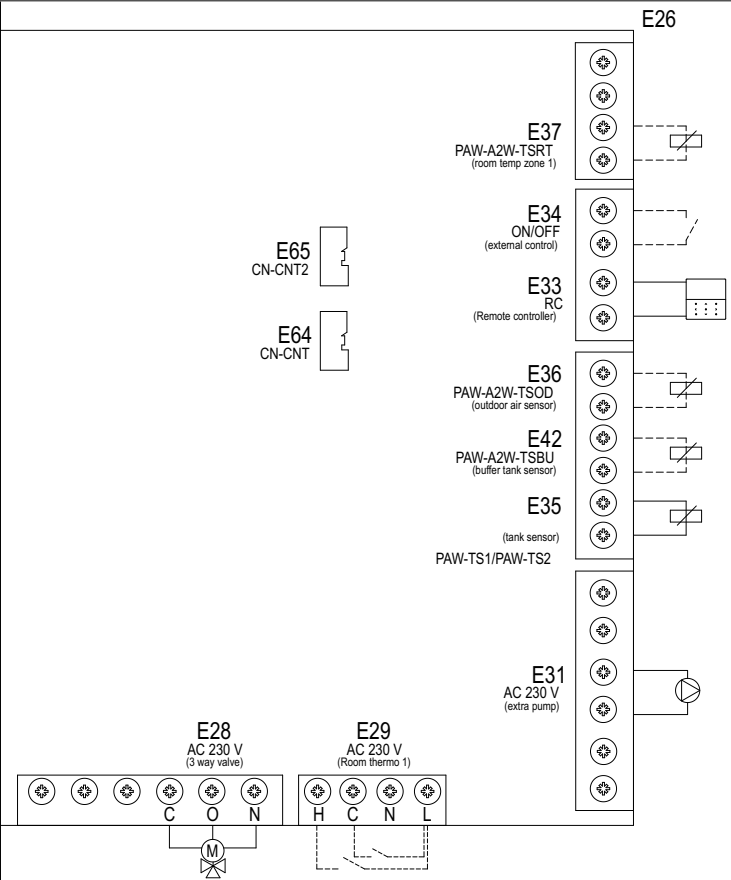 E26
E37
PAW-A2W-TSRT
(room temp zone 1)
E34
ON/OFF
(external control)
E65
CN-CNT2
E33
RC
(Remote controller)
E64
CN-CNT
E36
PAW-A2W-TSOD
(outdoor air sensor)
E42
PAW-A2W-TSBU
(buffer tank sensor)
E35
(tank sensor)
PAW-TS1/PAW-TS2
E31
AC 230 V
(extra pump)
E28
AC 230 V
(3 way valve)
E29
AC 230 V
(Room thermo 1)
C O N
H C N L
M